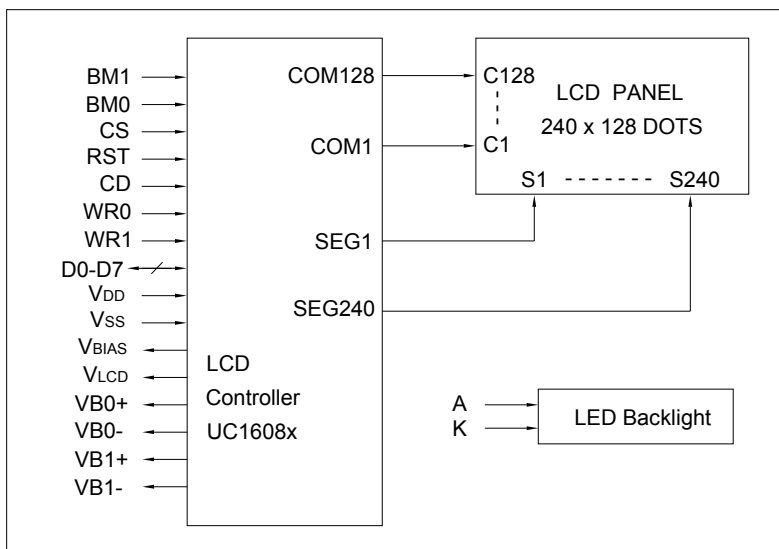 BM1
BM0
CS
RST
CD
WR0
WR1
D0-D7
VDD
VSS
VBIAS
VLCD
VB0+
VB0-
VB1+
VB1-
COM128
COM1
SEG1
SEG240
LCD
Controller
UC1608x
C128
C1
LCD PANEL
240 x 128 DOTS
S1 ------- S240
A
K
LED Backlight